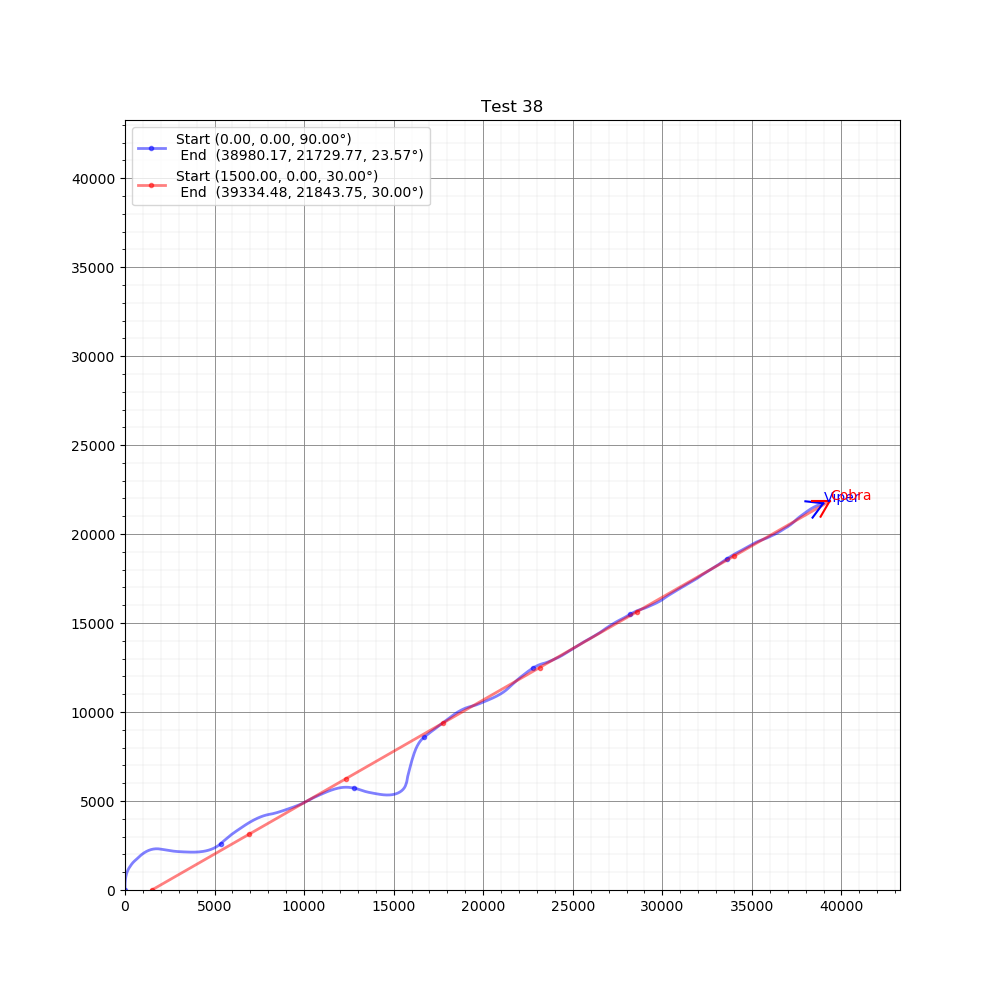 Test 38
Start (0.00, 0.00, 90.00°)
End  (38980.17, 21729.77, 23.57°)
Start (1500.00, 0.00, 30.00°)
End  (39334.48, 21843.75, 30.00°)
40000
35000
30000
25000
20000
15000
10000
5000
0
Viper
Cobra
0 5000 10000 15000 20000 25000 30000 35000 40000